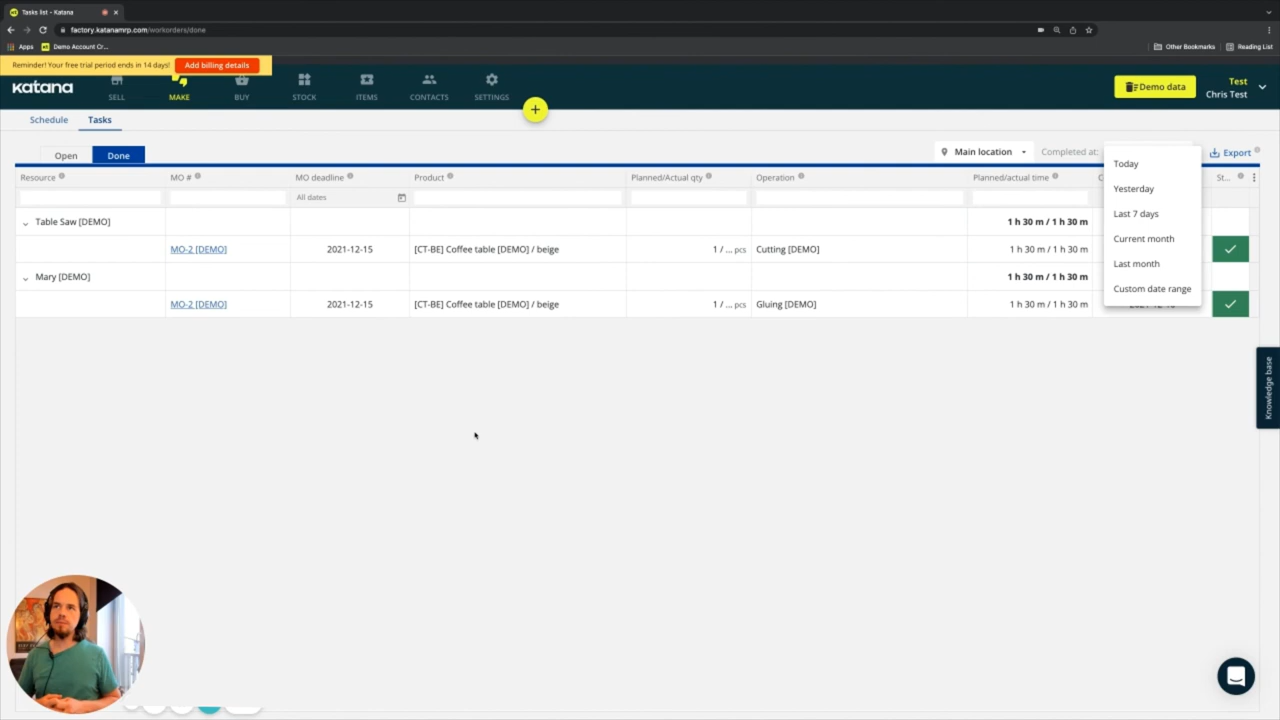 Tasks list - Katana
factory.katanamrp.com/workorders/done
Apps Demo Account Cr... Other Bookmarks Reading List
Reminder! Your free trial period ends in 14 days! Add billing details
katana SELL MAKE BUY STOCK ITEMS CONTACTS SETTINGS Demo data Test
Chris Test
Schedule Tasks
Open Done Main location Completed at: Export
Resource MO # MO deadline Product Planned/Actual qty Operation Planned/actual time St...
All dates
Table Saw [DEMO] 1 h 30 m / 1 h 30 m
MO-2 [DEMO] 2021-12-15 [CT-BE] Coffee table [DEMO] / beige 1 / ... pcs Cutting [DEMO] 1 h 30 m / 1 h 30 m
Mary [DEMO] 1 h 30 m / 1 h 30 m
MO-2 [DEMO] 2021-12-15 [CT-BE] Coffee table [DEMO] / beige 1 / ... pcs Gluing [DEMO] 1 h 30 m / 1 h 30 m
Today
Yesterday
Last 7 days
Current month
Last month
Custom date range
Knowledge base